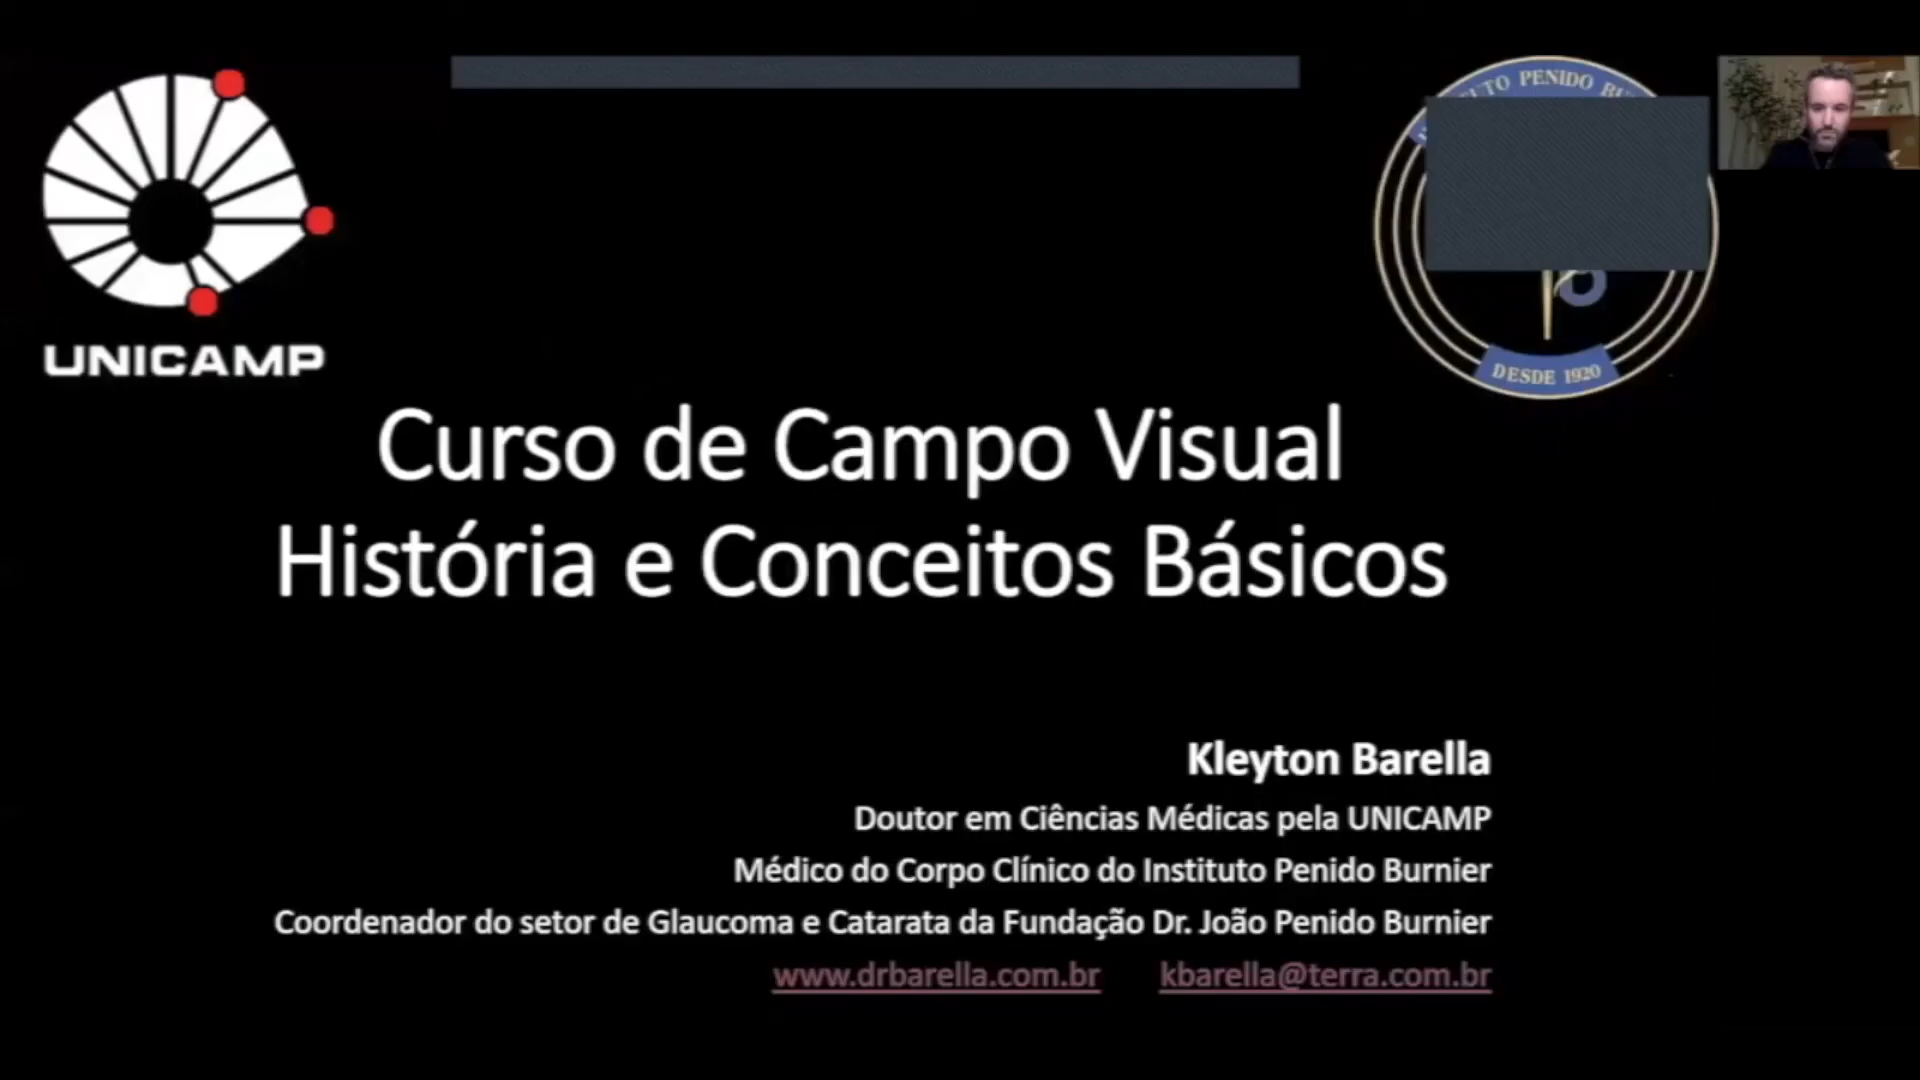 UNICAMP
PENIDO
DESDE 1920
Curso de Campo Visual
História e Conceitos Básicos
Kleyton Barella
Doutor em Ciências Médicas pela UNICAMP
Médico do Corpo Clínico do Instituto Penido Burnier
Coordenador do setor de Glaucoma e Catarata da Fundação Dr. João Penido Burnier
www.drbarella.com.br kbarella@terra.com.br